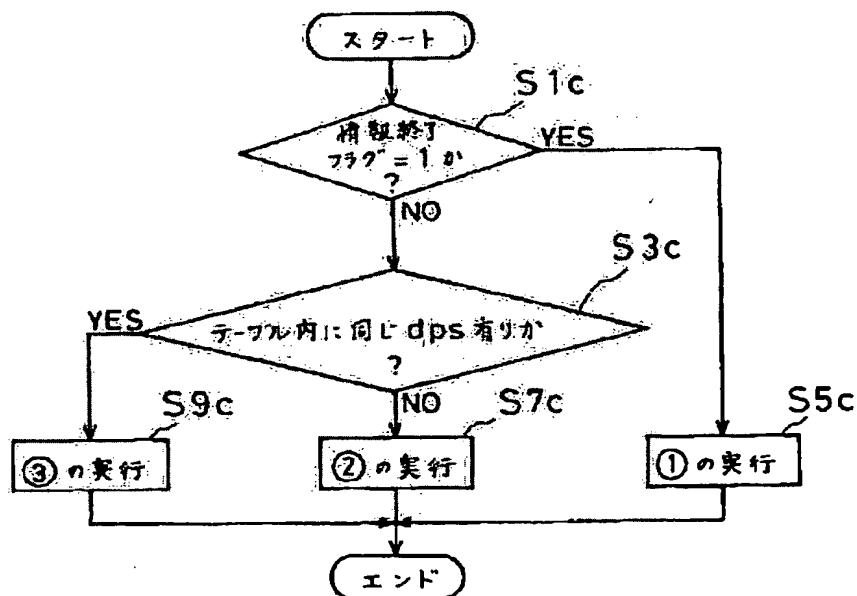 スタート
S1c
情報終了
フラグ=1か
?
YES
NO
S3c
YES
テーブル内に同じdps有りか
?
NO
S9c
S7c
S5c
③の実行
②の実行
①の実行
エンド